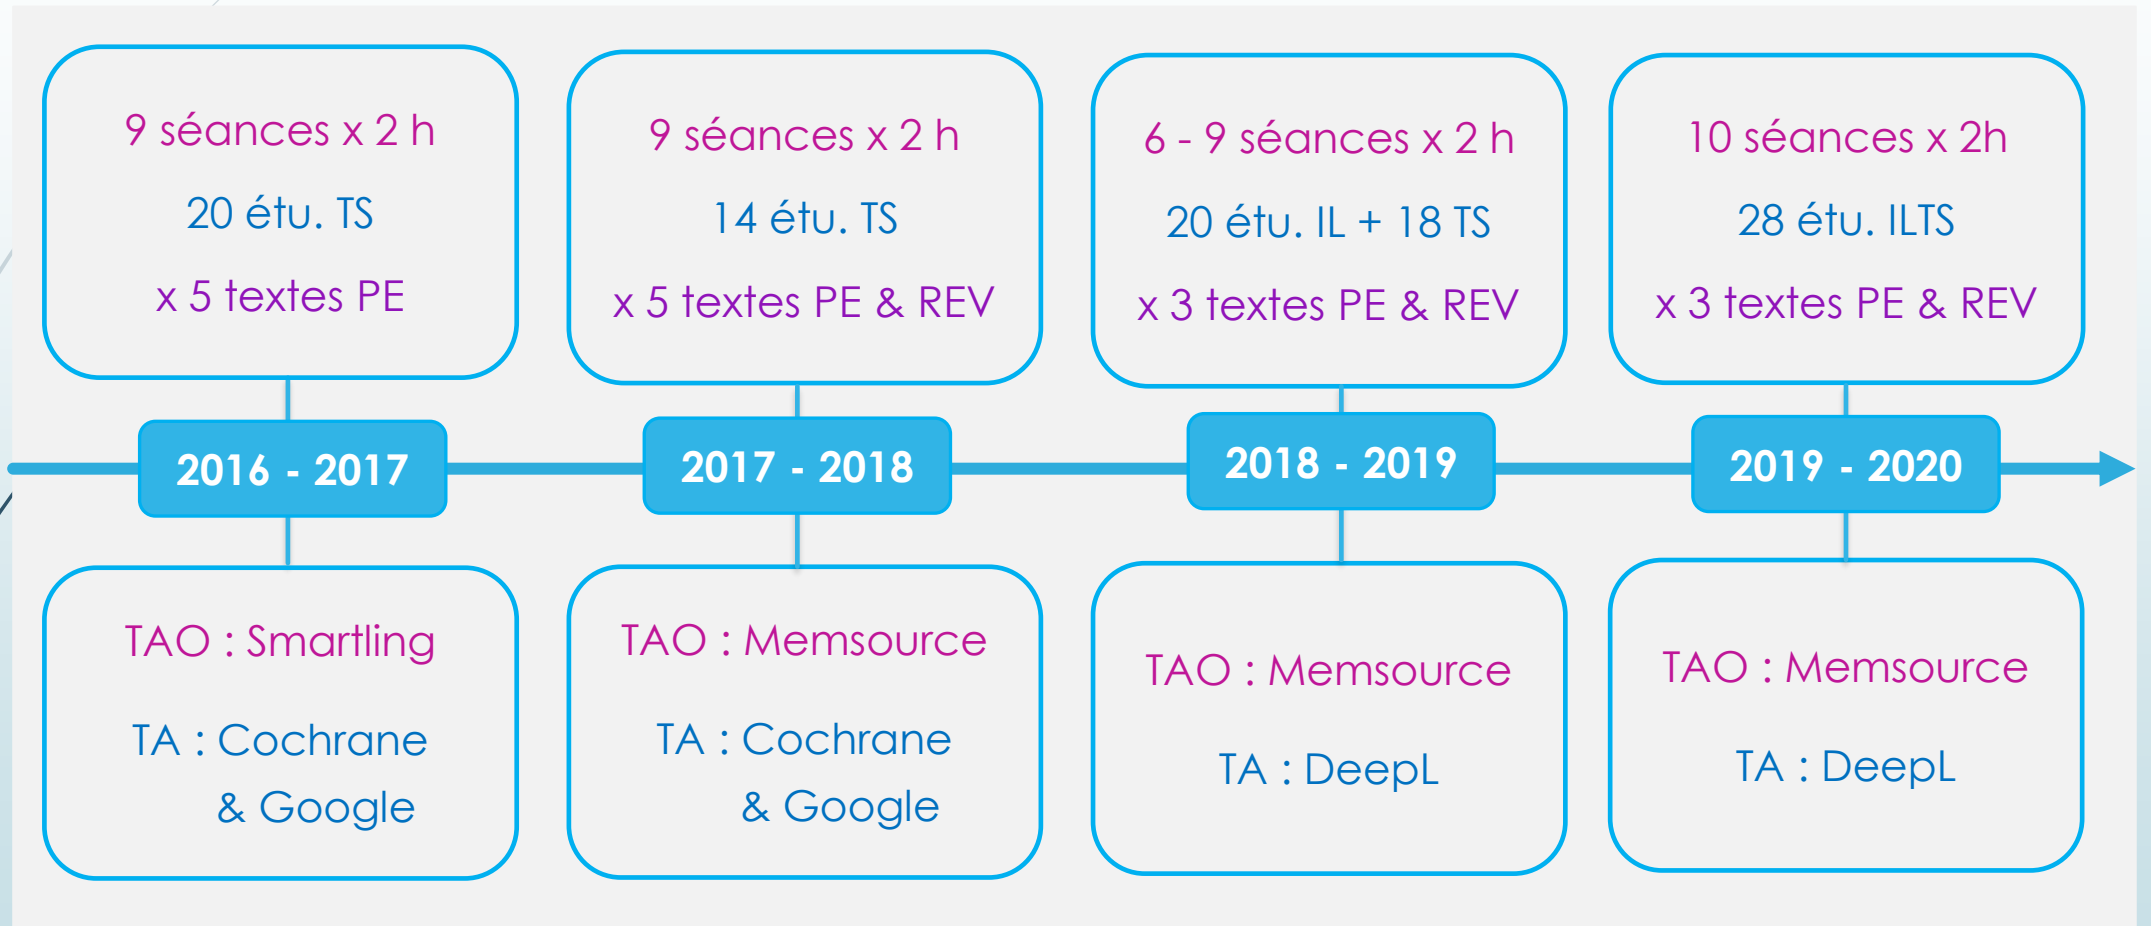 9 séances x 2 h
20 étu. TS
x 5 textes PE
9 séances x 2 h
14 étu. TS
x 5 textes PE & REV
6 - 9 séances x 2 h
20 étu. IL + 18 TS
x 3 textes PE & REV
10 séances x 2h
28 étu. ILTS
x 3 textes PE & REV
2016 - 2017
2017 - 2018
2018 - 2019
2019 - 2020
TAO : Smartling
TA : Cochrane
& Google
TAO : Memsource
TA : Cochrane
& Google
TAO : Memsource
TA : DeepL
TAO : Memsource
TA : DeepL